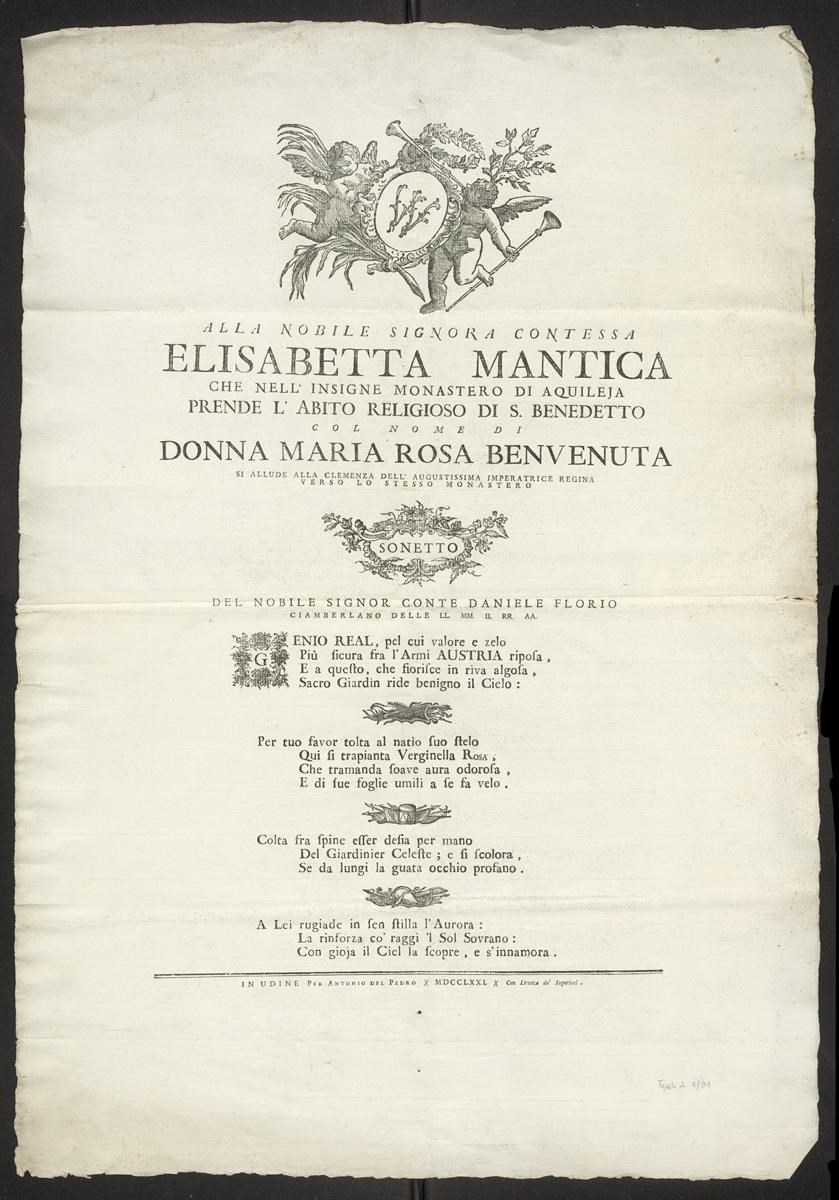 ALLA NOBILE SIGNORA CONTESSA
ELISABETTA MANTICA
CHE NELL' INSIGNE MONASTERO DI AQUILEJA
PRENDE L' ABITO RELIGIOSO DI S. BENEDETTO
COL NOME DI
DONNA MARIA ROSA BENVENUTA
SI ALLUDE ALLA CLEMENZA DELL' AUGUSTISSIMA IMPERATRICE REGINA
VERSO LO STESSO MONASTERO
SONETTO
DEL NOBILE SIGNOR CONTE DANIELE FLORIO
CIAMBERLANO DELLE LL. MM. II. RR. AA.
GENIO REAL, pel cui valore e zelo
Più ſicura fra l'Armi AUSTRIA ripoſa,
E a queſto, che fioriſce in riva algoſa,
Sacro Giardin ride benigno il Cielo:
Per tuo favor tolta al natìo ſuo ſtelo
Qui ſi trapianta Verginella ROSA,
Che tramanda ſoave aura odoroſa,
E di ſue foglie umili a ſe fa velo.
Colta fra ſpine eſſer deſia per mano
Del Giardinier Celeſte; e ſi ſcolora,
Se da lungi la guata occhio profano.
A Lei rugiade in ſen ſtilla l'Aurora:
La rinforza co' raggi 'l Sol Sovrano:
Con gioja il Ciel la ſcopre, e s'innamora.
IN UDINE PER ANTONIO DEL PEDRO )( MDCCLXXI. )( Con Licenza de' Superiori.